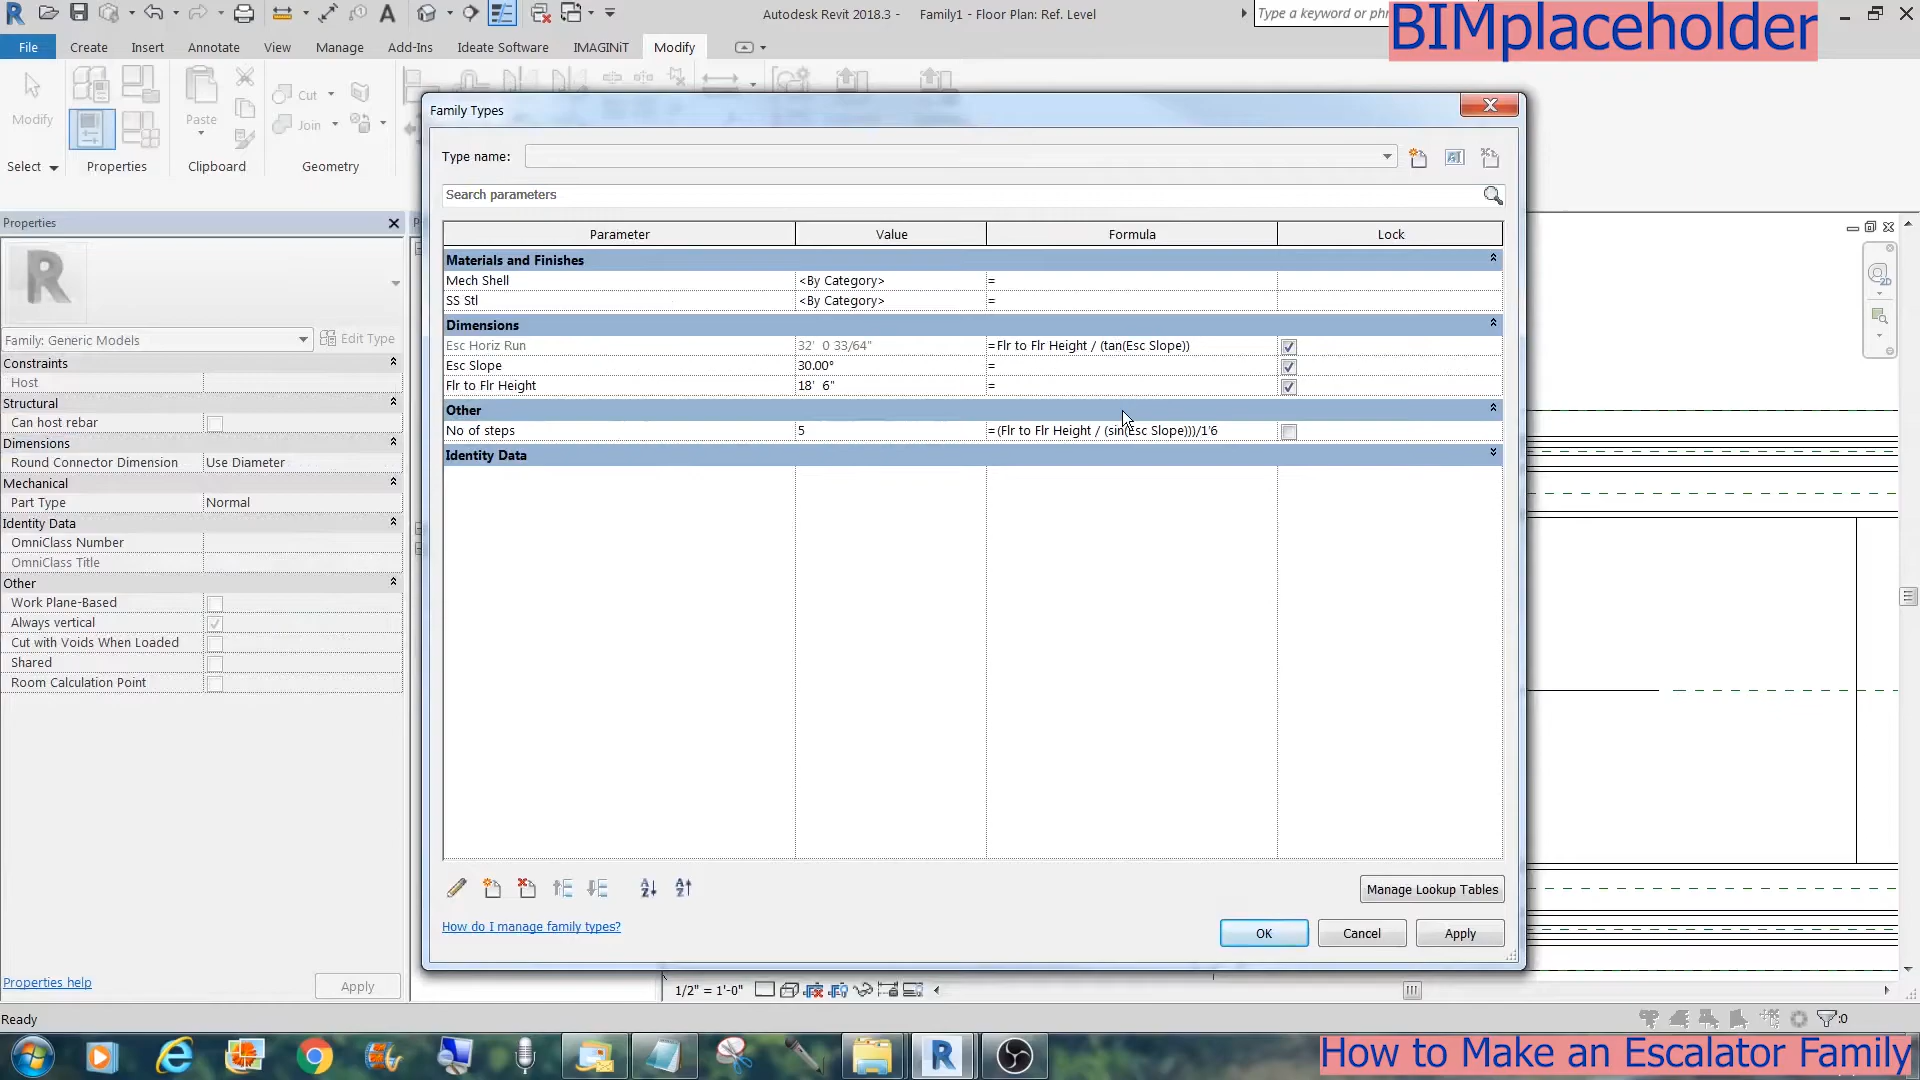 Autodesk Revit 2018.3 - Family1 - Floor Plan: Ref. Level
Type a keyword or phr
BIMplaceholder
File Create Insert Annotate View Manage Add-Ins Ideate Software IMAGINiT Modify
Modify
Paste
Cut
Join
Select Properties Clipboard Geometry
Properties
Family: Generic Models
Edit Type
Constraints
Host
Structural
Can host rebar
Dimensions
Round Connector Dimension Use Diameter
Mechanical
Part Type Normal
Identity Data
OmniClass Number
OmniClass Title
Other
Work Plane-Based
Always vertical
Cut with Voids When Loaded
Shared
Room Calculation Point
Properties help
Apply
Family Types
Type name:
Search parameters
Parameter Value Formula Lock
Materials and Finishes
Mech Shell <By Category> =
SS Stl <By Category> =
Dimensions
Esc Horiz Run 32' 0 33/64" =Flr to Flr Height / (tan(Esc Slope))
Esc Slope 30.00° =
Flr to Flr Height 18' 6" =
Other
No of steps 5 =(Flr to Flr Height / (sin(Esc Slope)))/1'6
Identity Data
Manage Lookup Tables
How do I manage family types?
OK Cancel Apply
1/2" = 1'-0"
Ready
:0
How to Make an Escalator Family